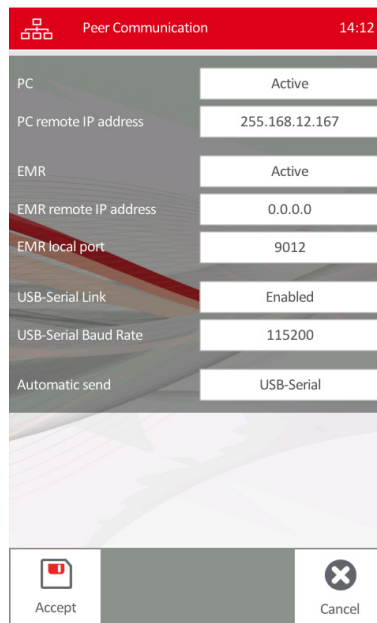 Peer Communication 14:12
PC Active
PC remote IP address 255.168.12.167
EMR Active
EMR remote IP address 0.0.0.0
EMR local port 9012
USB-Serial Link Enabled
USB-Serial Baud Rate 115200
Automatic send USB-Serial
Accept Cancel